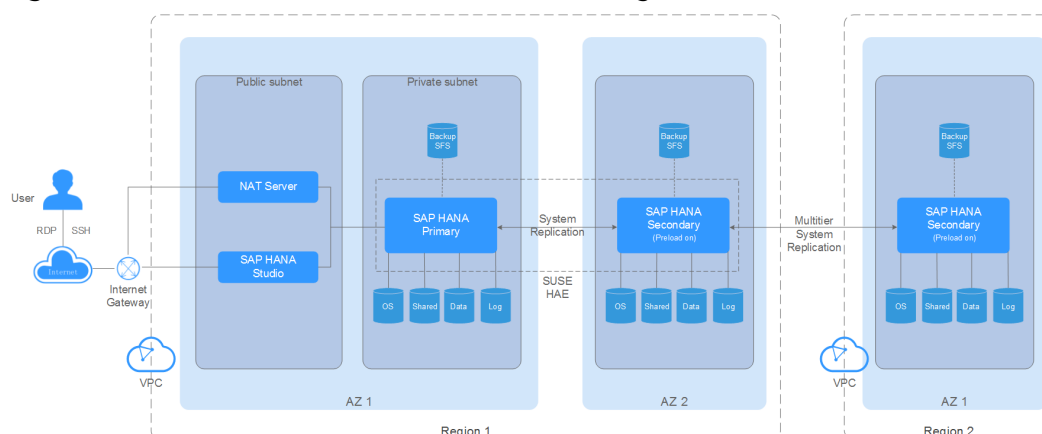 Public subnet
Private subnet
Backup
SFS
Backup
SFS
Backup
SFS
User
NAT Server
RDP
SSH
SAP HANA
Primary
System
Replication
SAP HANA
Secondary
(Preload on)
Multitier
System
Replication
SAP HANA
Secondary
(Preload on)
Internet
Internet
Gateway
SAP HANA
Studio
SUSE
HAE
OS
Shared
Data
Log
OS
Shared
Data
Log
OS
Shared
Data
Log
VPC
VPC
AZ 1
AZ 2
AZ 1
Region 1
Region 2